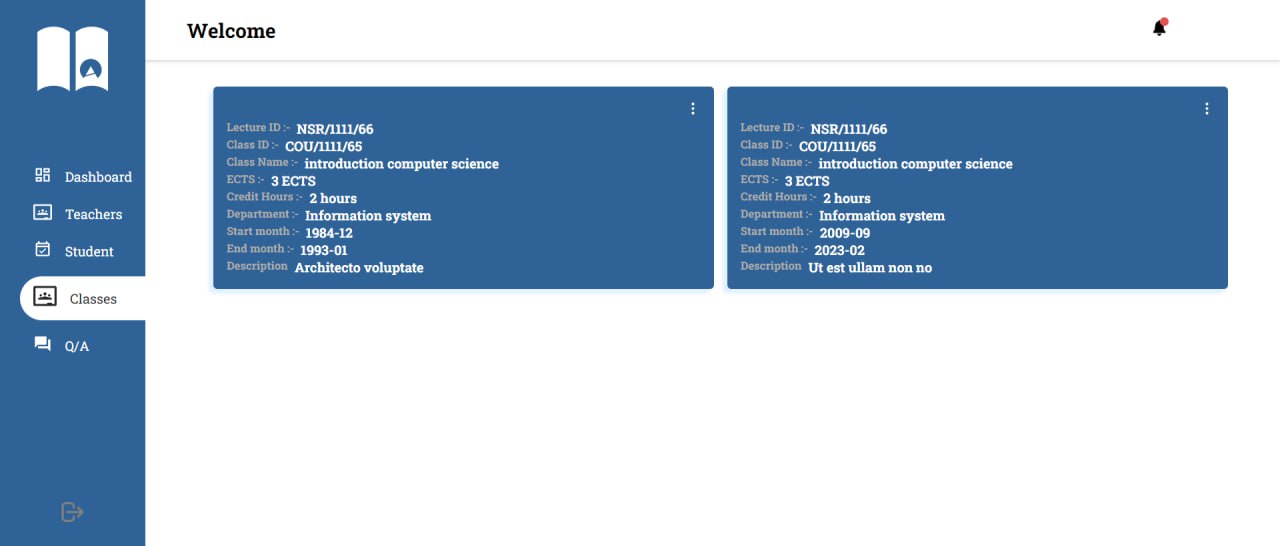 Welcome
Dashboard
Teachers
Student
Classes
Q/A
Lecture ID :- NSR/1111/66
Class ID :- COU/1111/65
Class Name :- introduction computer science
ECTS :- 3 ECTS
Credit Hours :- 2 hours
Department :- Information system
Start month :- 1984-12
End month :- 1993-01
Description Architecto voluptate
Lecture ID :- NSR/1111/66
Class ID :- COU/1111/65
Class Name :- introduction computer science
ECTS :- 3 ECTS
Credit Hours :- 2 hours
Department :- Information system
Start month :- 2009-09
End month :- 2023-02
Description Ut est ullam non no